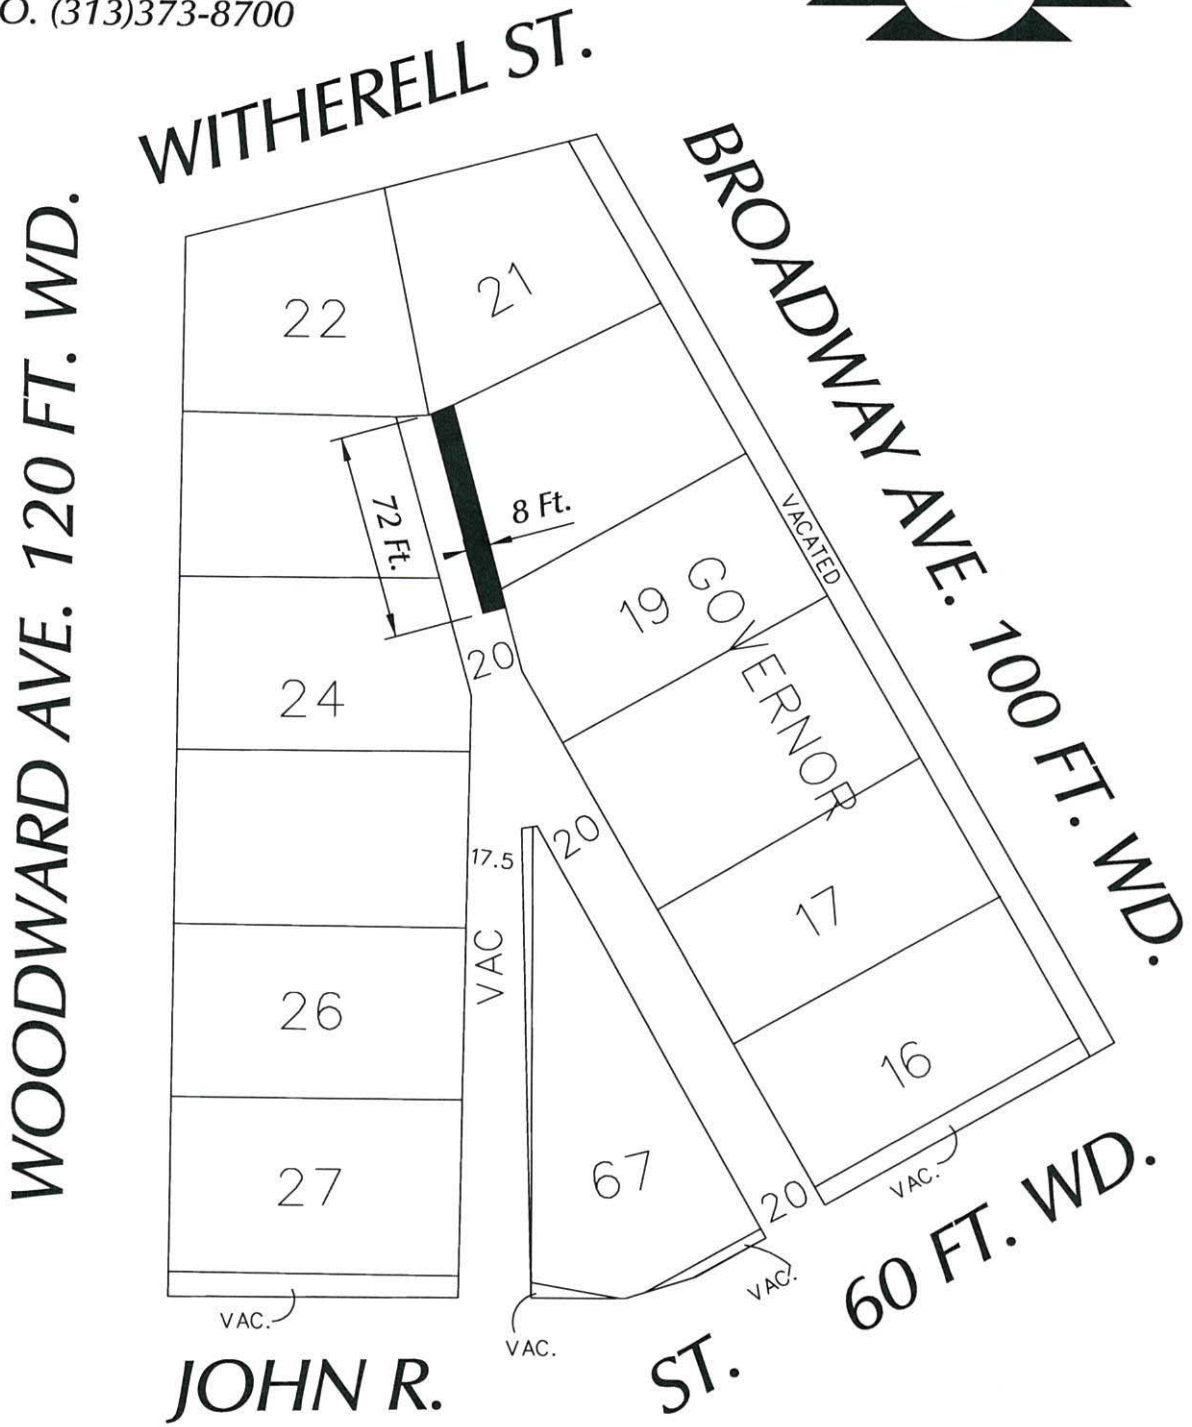 O. (313)373-8700
WITHERELL ST.
WOODWARD AVE. 120 FT. WD.
BROADWAY AVE. 100 FT. WD.
22
21
72 Ft.
8 Ft.
VACATED
19
GOVERNOR
20
24
20
17.5
17
VAC
26
16
67
27
20
VAC.
VAC.
VAC.
VAC.
JOHN R.
ST.
60 FT. WD.